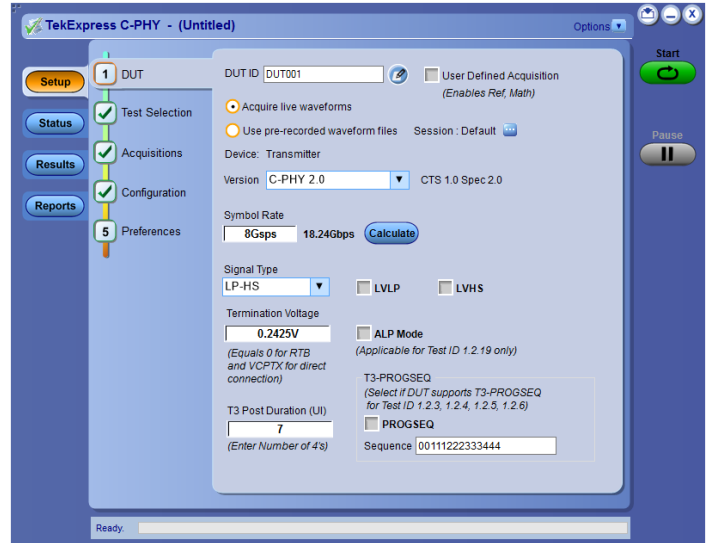 TekExpress C-PHY - (Untitled)
Options
Start
Pause
Setup
Status
Results
Reports
1 DUT
Test Selection
Acquisitions
Configuration
5 Preferences
DUT ID DUT001
User Defined Acquisition
(Enables Ref, Math)
Acquire live waveforms
Use pre-recorded waveform files Session : Default
Device: Transmitter
Version C-PHY 2.0 CTS 1.0 Spec 2.0
Symbol Rate
8Gsps 18.24Gbps Calculate
Signal Type
LP-HS LVLP LVHS
Termination Voltage
0.2425V
(Equals 0 for RTB
and VCPTX for direct
connection)
ALP Mode
(Applicable for Test ID 1.2.19 only)
T3 Post Duration (UI)
7
(Enter Number of 4's)
T3-PROGSEQ
(Select if DUT supports T3-PROGSEQ
for Test ID 1.2.3, 1.2.4, 1.2.5, 1.2.6)
PROGSEQ
Sequence 00111222333444
Ready.